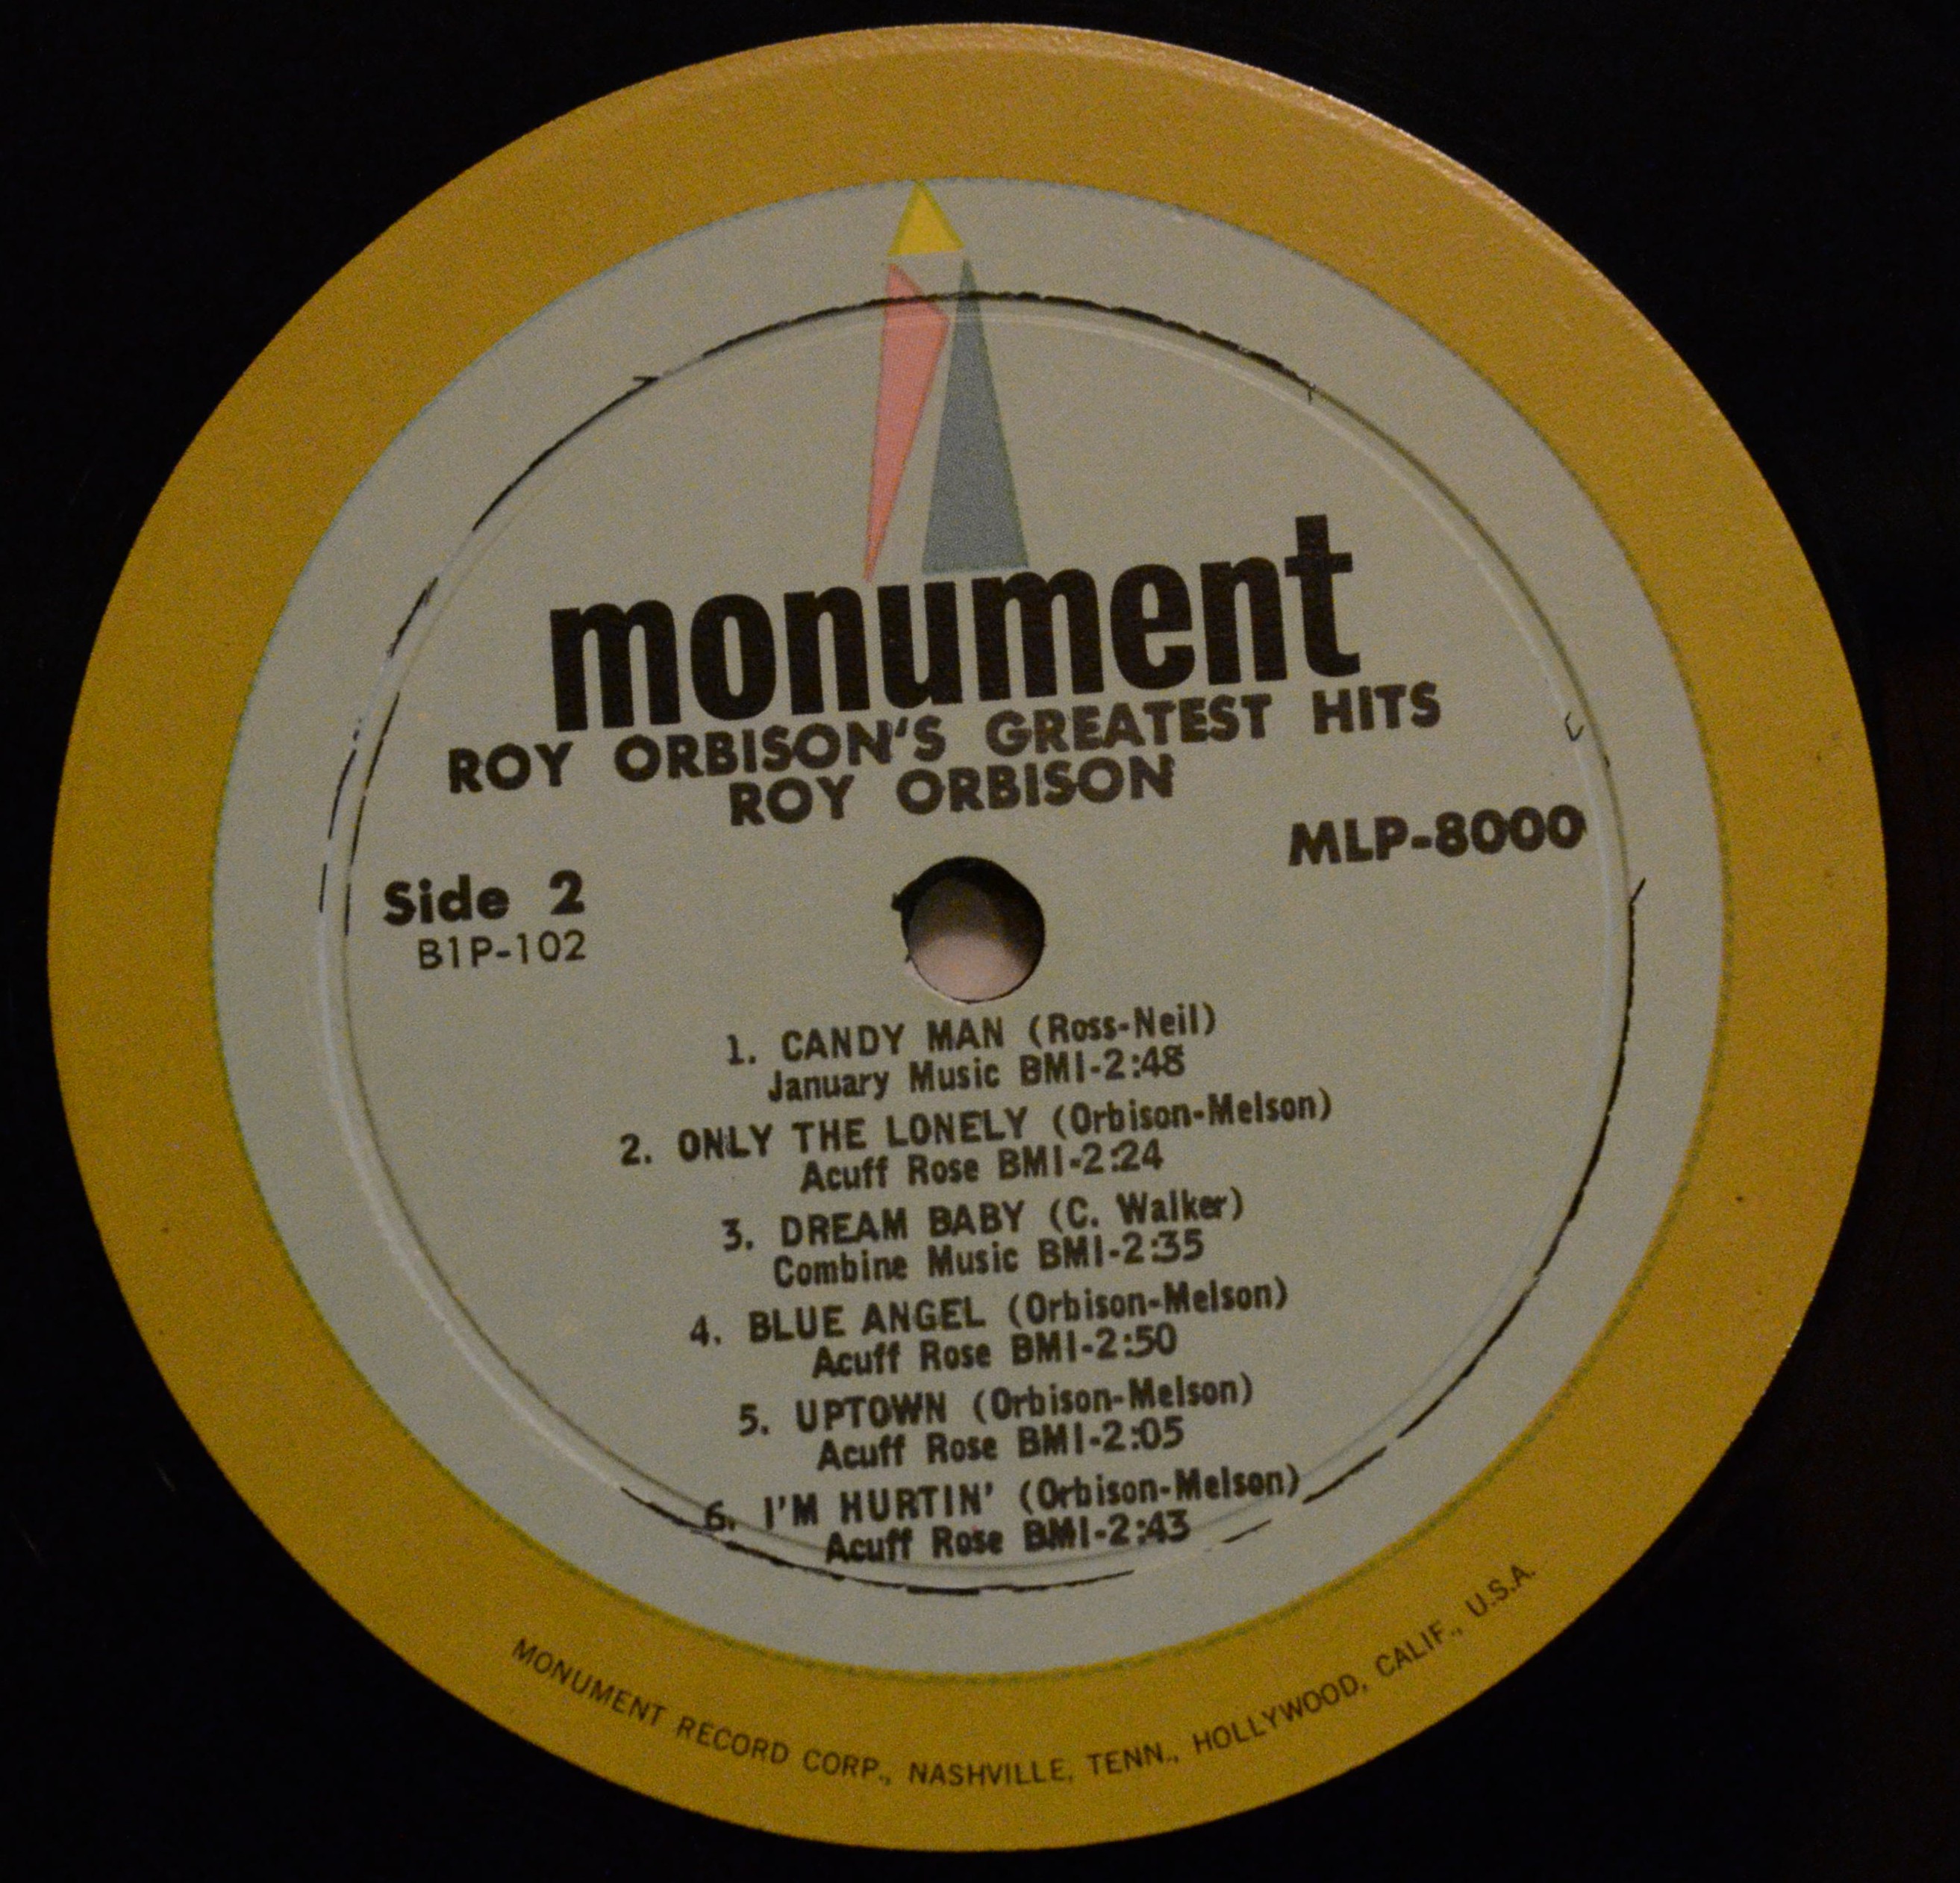 monument
ROY ORBISON'S GREATEST HITS
ROY ORBISON
MLP-8000
Side 2
B1P-102
1. CANDY MAN (Ross-Neil)
January Music BMI-2:48
2. ONLY THE LONELY (Orbison-Melson)
Acuff Rose BMI-2:24
3. DREAM BABY (C. Walker)
Combine Music BMI-2:35
4. BLUE ANGEL (Orbison-Melson)
Acuff Rose BMI-2:50
5. UPTOWN (Orbison-Melson)
Acuff Rose BMI-2:05
6. I'M HURTIN' (Orbison-Melson)
Acuff Rose BMI-2:43
MONUMENT RECORD CORP., NASHVILLE, TENN., HOLLYWOOD, CALIF., U.S.A.